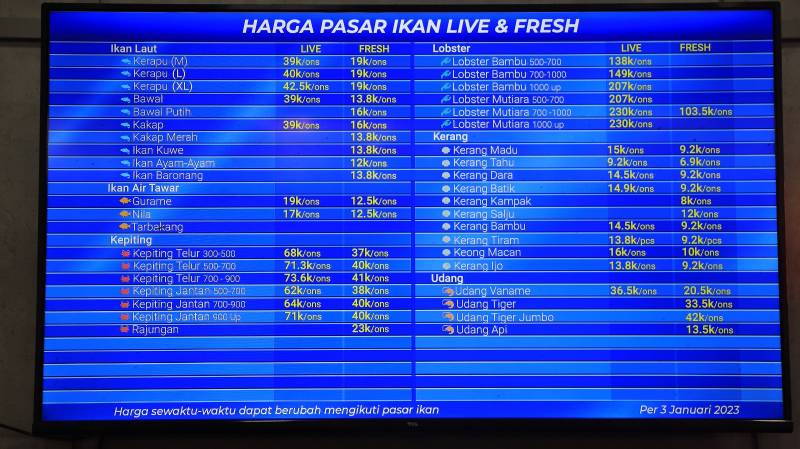 HARGA PASAR IKAN LIVE & FRESH
Ikan Laut LIVE FRESH
Kerapu (M) 39k/ons 19k/ons
Kerapu (L) 40k/ons 19k/ons
Kerapu (XL) 42.5k/ons 19k/ons
Bawal 39k/ons 13.8k/ons
Bawal Putih 16k/ons
Kakap 39k/ons 16k/ons
Kakap Merah 13.8k/ons
Ikan Kuwe 13.8k/ons
Ikan Ayam-Ayam 12k/ons
Ikan Baronang 13.8k/ons
Ikan Air Tawar
Gurame 19k/ons 12.5k/ons
Nila 17k/ons 12.5k/ons
Tarbakang
Kepiting
Kepiting Telur 300-500 68k/ons 37k/ons
Kepiting Telur 500-700 71.3k/ons 40k/ons
Kepiting Telur 700 - 900 73.6k/ons 41k/ons
Kepiting Jantan 500-700 62k/ons 38k/ons
Kepiting Jantan 700-900 64k/ons 40k/ons
Kepiting Jantan 900 Up 71k/ons 40k/ons
Rajungan 23k/ons
Lobster LIVE FRESH
Lobster Bambu 500-700 138k/ons
Lobster Bambu 700-1000 149k/ons
Lobster Bambu 1000 up 207k/ons
Lobster Mutiara 500-700 207k/ons
Lobster Mutiara 700 -1000 230k/ons 103.5k/ons
Lobster Mutiara 1000 up 230k/ons
Kerang
Kerang Madu 15k/ons 9.2k/ons
Kerang Tahu 9.2k/ons 6.9k/ons
Kerang Dara 14.5k/ons 9.2k/ons
Kerang Batik 14.9k/ons 9.2k/ons
Kerang Kampak 8k/ons
Kerang Salju 12k/ons
Kerang Bambu 14.5k/ons 9.2k/ons
Kerang Tiram 13.8k/pcs 9.2k/pcs
Keong Macan 16k/ons 10k/ons
Kerang Ijo 13.8k/ons 9.2k/ons
Udang
Udang Vaname 36.5k/ons 20.5k/ons
Udang Tiger 33.5k/ons
Udang Tiger Jumbo 42k/ons
Udang Api 13.5k/ons
Harga sewaktu-waktu dapat berubah mengikuti pasar ikan
Per 3 Januari 2023
TCL